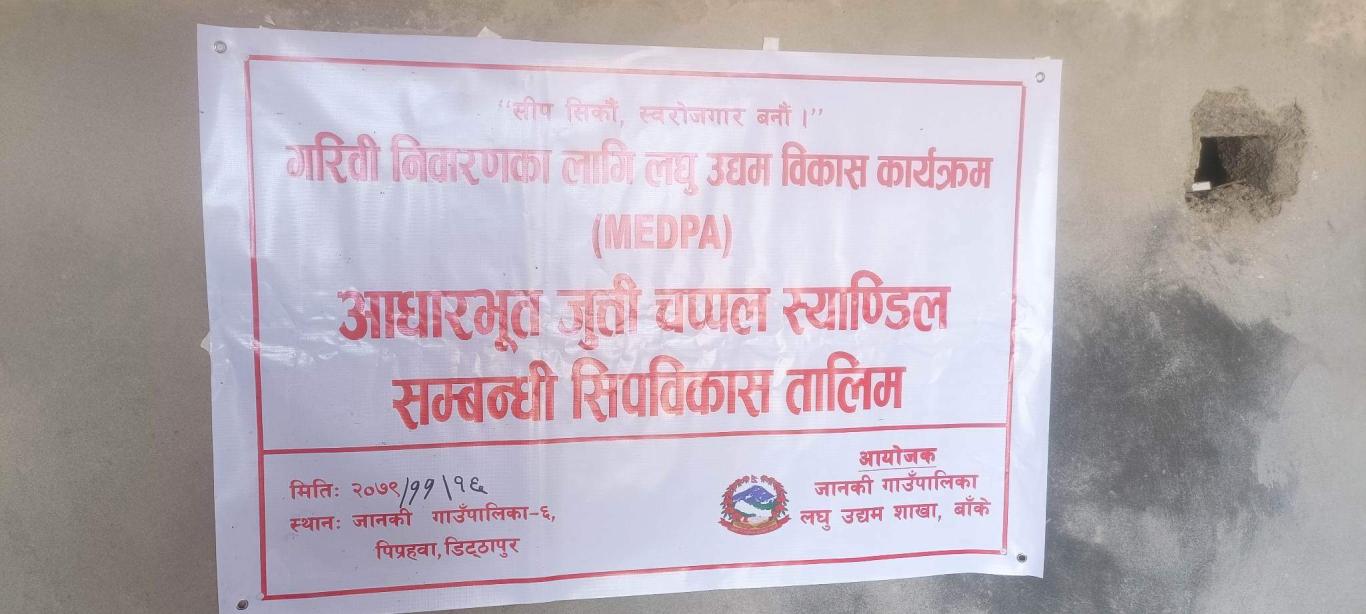 "सीप सिकौं, स्वरोजगार बनौं ।"
गरिवी निवारणका लागि लघु उद्यम विकास कार्यक्रम
(MEDPA)
आधारभूत जुत्ती चप्पल स्याण्डिल
सम्बन्धी सिपविकास तालिम
मितिः २०७९/११/१६
स्थानः जानकी गाउँपालिका-६,
पिप्रहवा, डिट्ठापुर
आयोजक
जानकी गाउँपालिका
लघु उद्यम शाखा, बाँके